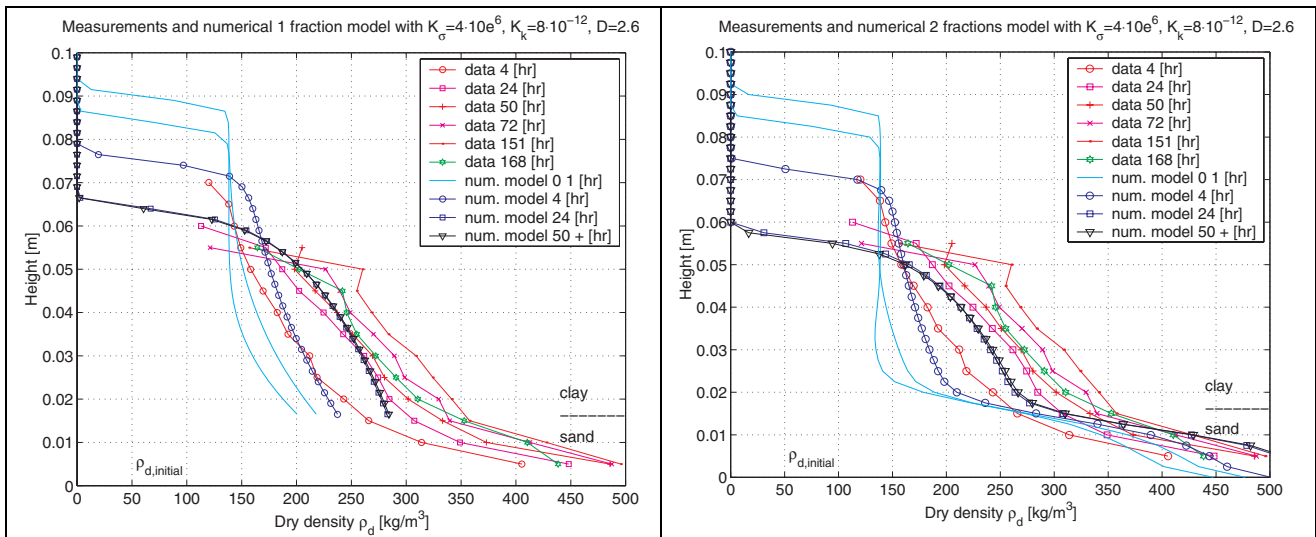 Measurements and numerical 1 fraction model with K_σ=4·10e^6, K_k=8·10^-12, D=2.6
0.1
0.09
0.08
0.07
0.06
0.05
0.04
0.03
0.02
0.01
0
Height [m]
data 4 [hr]
data 24 [hr]
data 50 [hr]
data 72 [hr]
data 151 [hr]
data 168 [hr]
num. model 0 1 [hr]
num. model 4 [hr]
num. model 24 [hr]
num. model 50 + [hr]
clay
sand
ρ_d,initial
0 50 100 150 200 250 300 350 400 450 500
Dry density ρ_d [kg/m^3]
Measurements and numerical 2 fractions model with K_σ=4·10e^6, K_k=8·10^-12, D=2.6
0.1
0.09
0.08
0.07
0.06
0.05
0.04
0.03
0.02
0.01
0
Height [m]
data 4 [hr]
data 24 [hr]
data 50 [hr]
data 72 [hr]
data 151 [hr]
data 168 [hr]
num. model 0 1 [hr]
num. model 4 [hr]
num. model 24 [hr]
num. model 50 + [hr]
clay
sand
ρ_d,initial
0 50 100 150 200 250 300 350 400 450 500
Dry density ρ_d [kg/m^3]